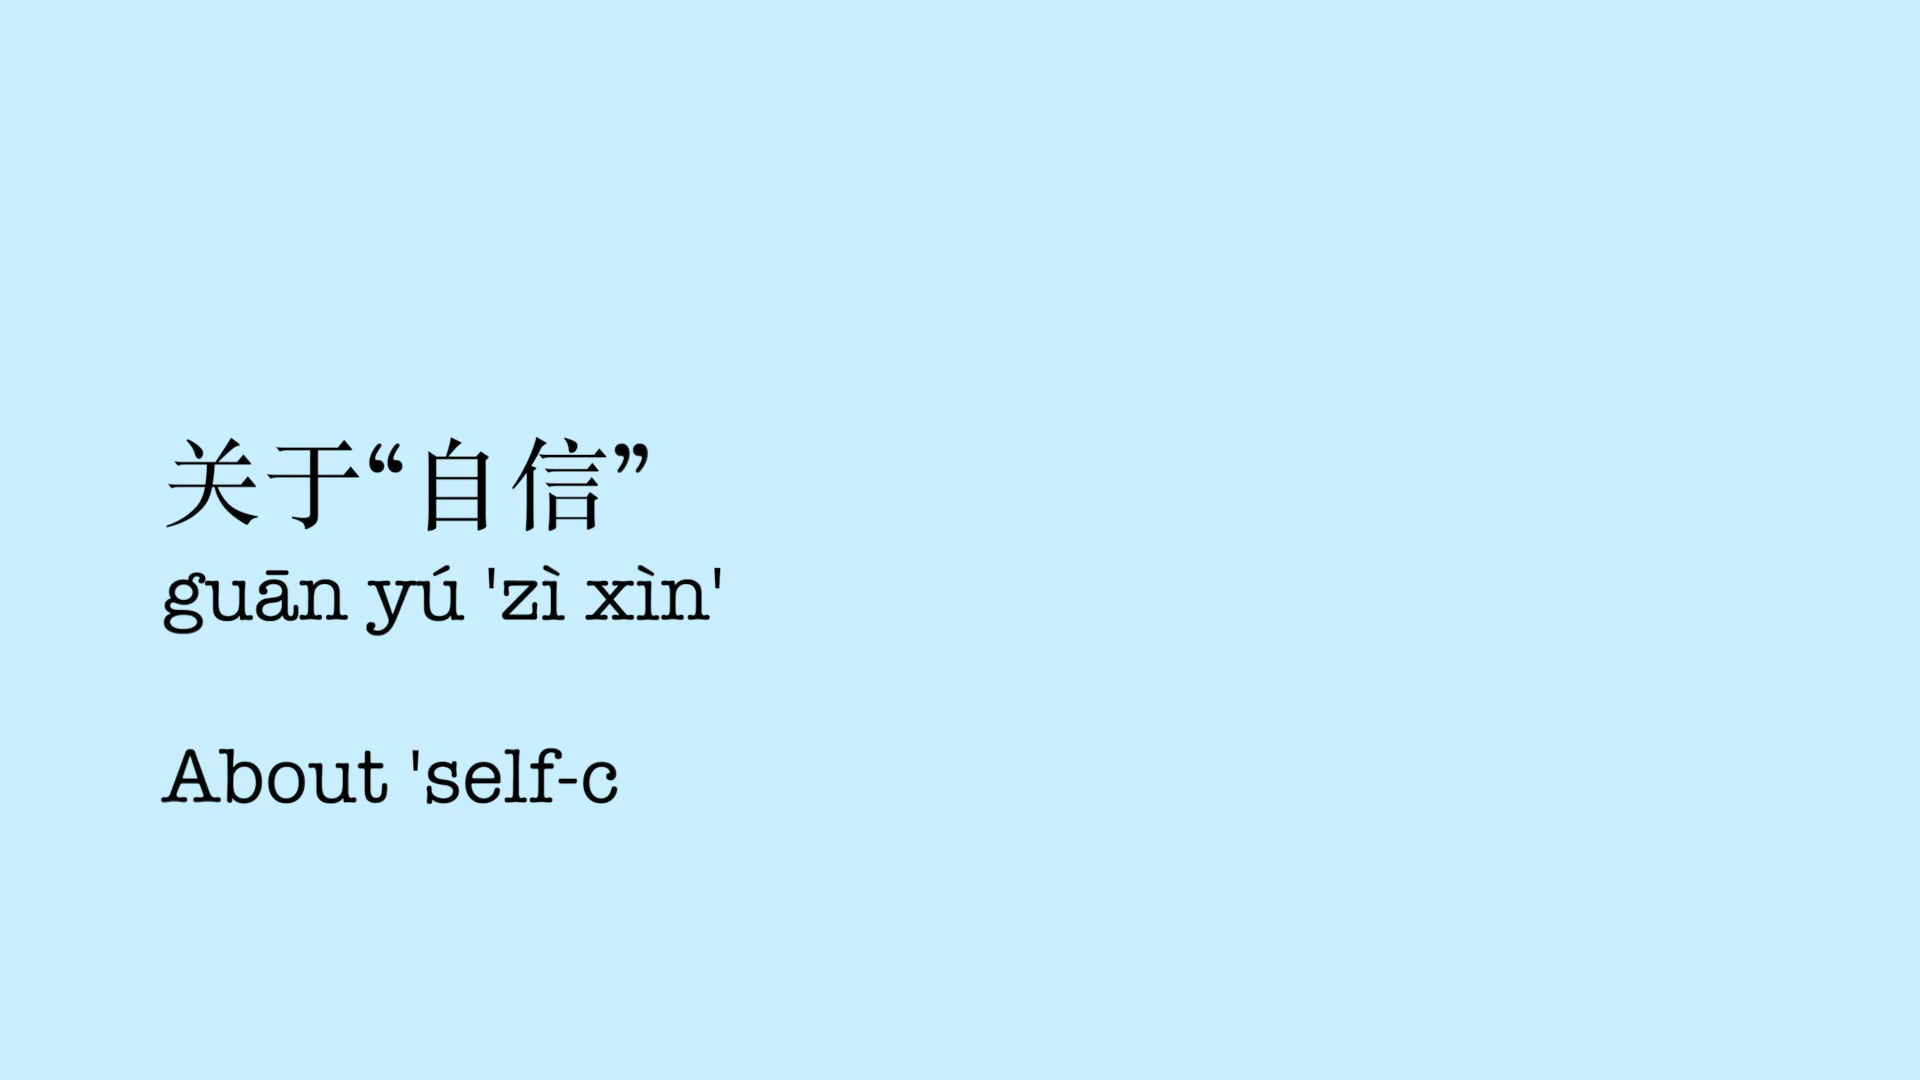 关于“自信”
guān yú 'zì xìn'
About 'self-c